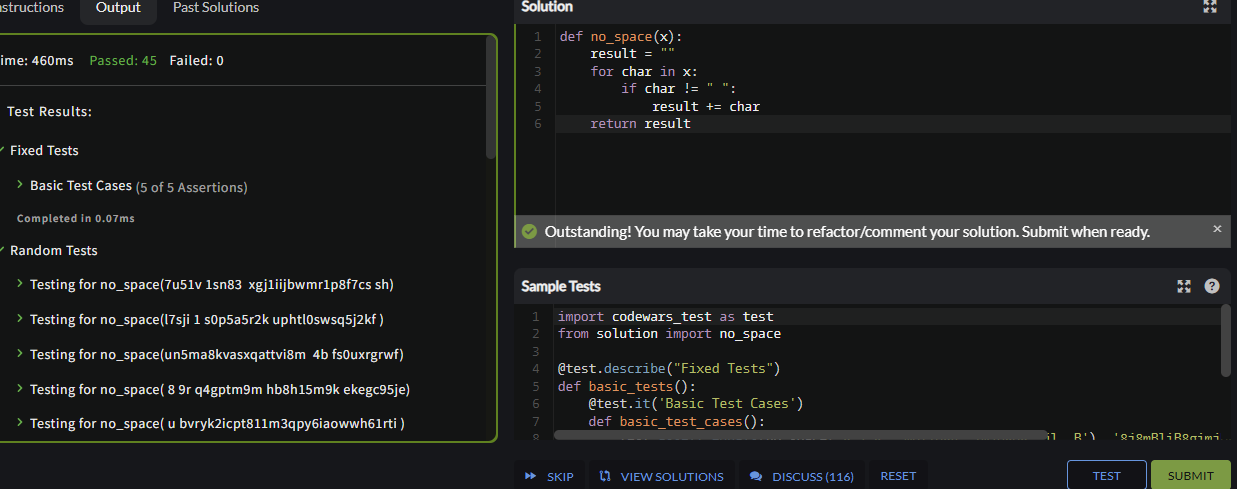 Output
Past Solutions
Passed: 45 Failed: 0
Test Results:
Fixed Tests
Basic Test Cases (5 of 5 Assertions)
Completed in 0.07ms
Random Tests
Testing for no_space(7u51v 1sn83  xgj1iijbwmr1p8f7cs sh)
Testing for no_space(l7sji 1 s0p5a5r2k uphtl0swsq5j2kf )
Testing for no_space(un5ma8kvasxqattvi8m  4b fs0uxrgrwf)
Testing for no_space( 8 9r q4gptm9m hb8h15m9k ekegc95je)
Testing for no_space( u bvryk2icpt811m3qpy6iaowwh61rti )
Solution
1 def no_space(x):
2     result = ""
3     for char in x:
4         if char != " ":
5             result += char
6     return result
Outstanding! You may take your time to refactor/comment your solution. Submit when ready.
Sample Tests
1 import codewars_test as test
2 from solution import no_space
3
4 @test.describe("Fixed Tests")
5 def basic_tests():
6     @test.it('Basic Test Cases')
7     def basic_test_cases():
8
SKIP
VIEW SOLUTIONS
DISCUSS (116)
RESET
TEST
SUBMIT